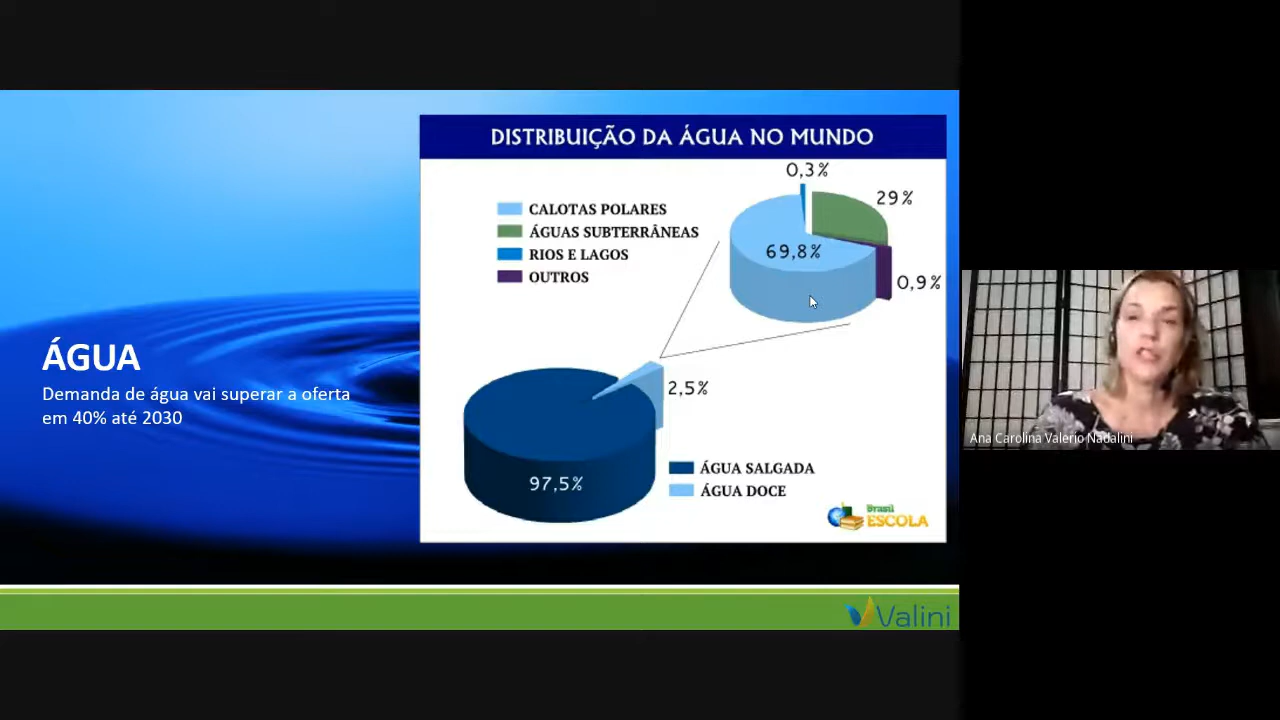 DISTRIBUIÇÃO DA ÁGUA NO MUNDO
0,3%
CALOTAS POLARES
29%
ÁGUAS SUBTERRÂNEAS
RIOS E LAGOS
69,8%
OUTROS
0,9%
ÁGUA
Demanda de água vai superar a oferta
em 40% até 2030
2,5%
97,5%
ÁGUA SALGADA
ÁGUA DOCE
Brasil
ESCOLA
Valini
Ana Carolina Valerio Nadalini